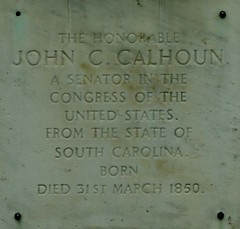 THE HONORABLE
JOHN C. CALHOUN
A SENATOR IN THE
CONGRESS OF THE
UNITED STATES.
FROM THE STATE OF
SOUTH CAROLINA.
BORN
DIED 31ST MARCH 1850.